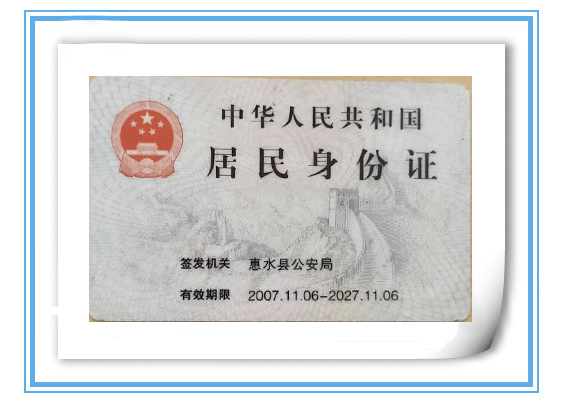 中华人民共和国
居民身份证
签发机关 惠水县公安局
有效期限 2007.11.06-2027.11.06